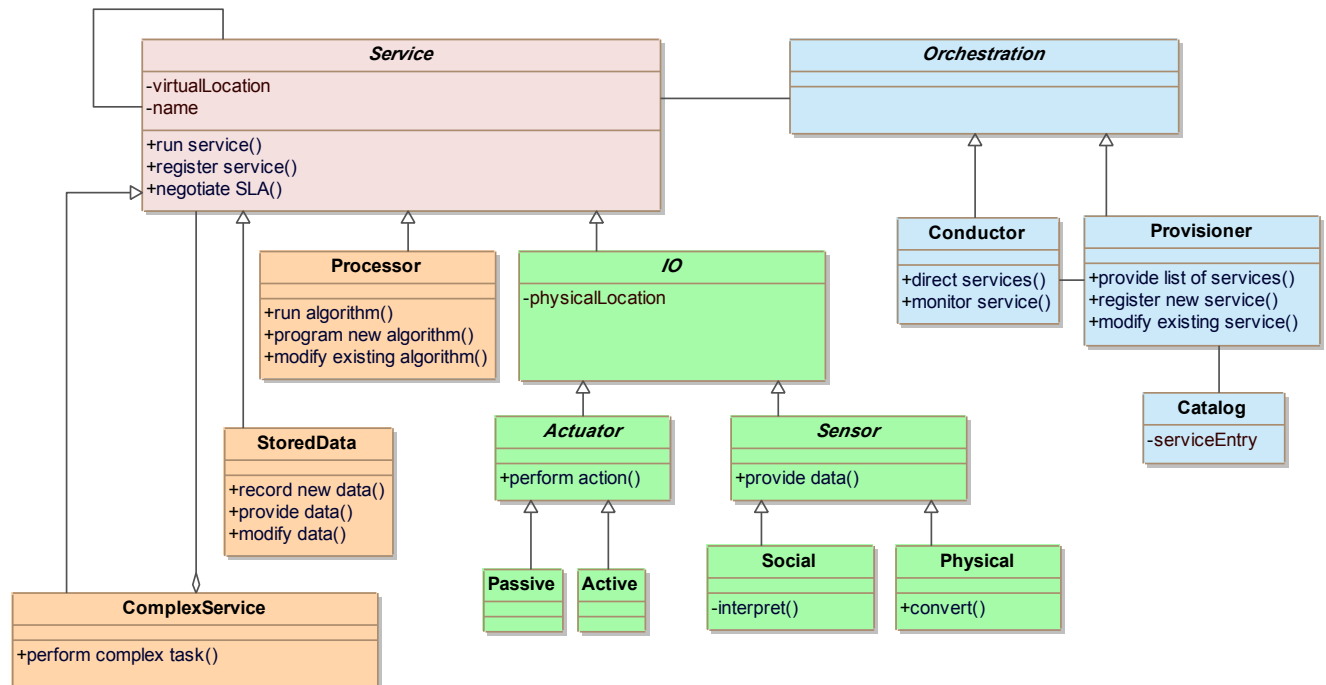 Service
-virtualLocation
-name
+run service()
+register service()
+negotiate SLA()
Orchestration
Processor
+run algorithm()
+program new algorithm()
+modify existing algorithm()
IO
-physicalLocation
Conductor
+direct services()
+monitor service()
Provisioner
+provide list of services()
+register new service()
+modify existing service()
Catalog
-serviceEntry
StoredData
+record new data()
+provide data()
+modify data()
Actuator
+perform action()
Sensor
+provide data()
Passive
Active
Social
-interpret()
Physical
+convert()
ComplexService
+perform complex task()